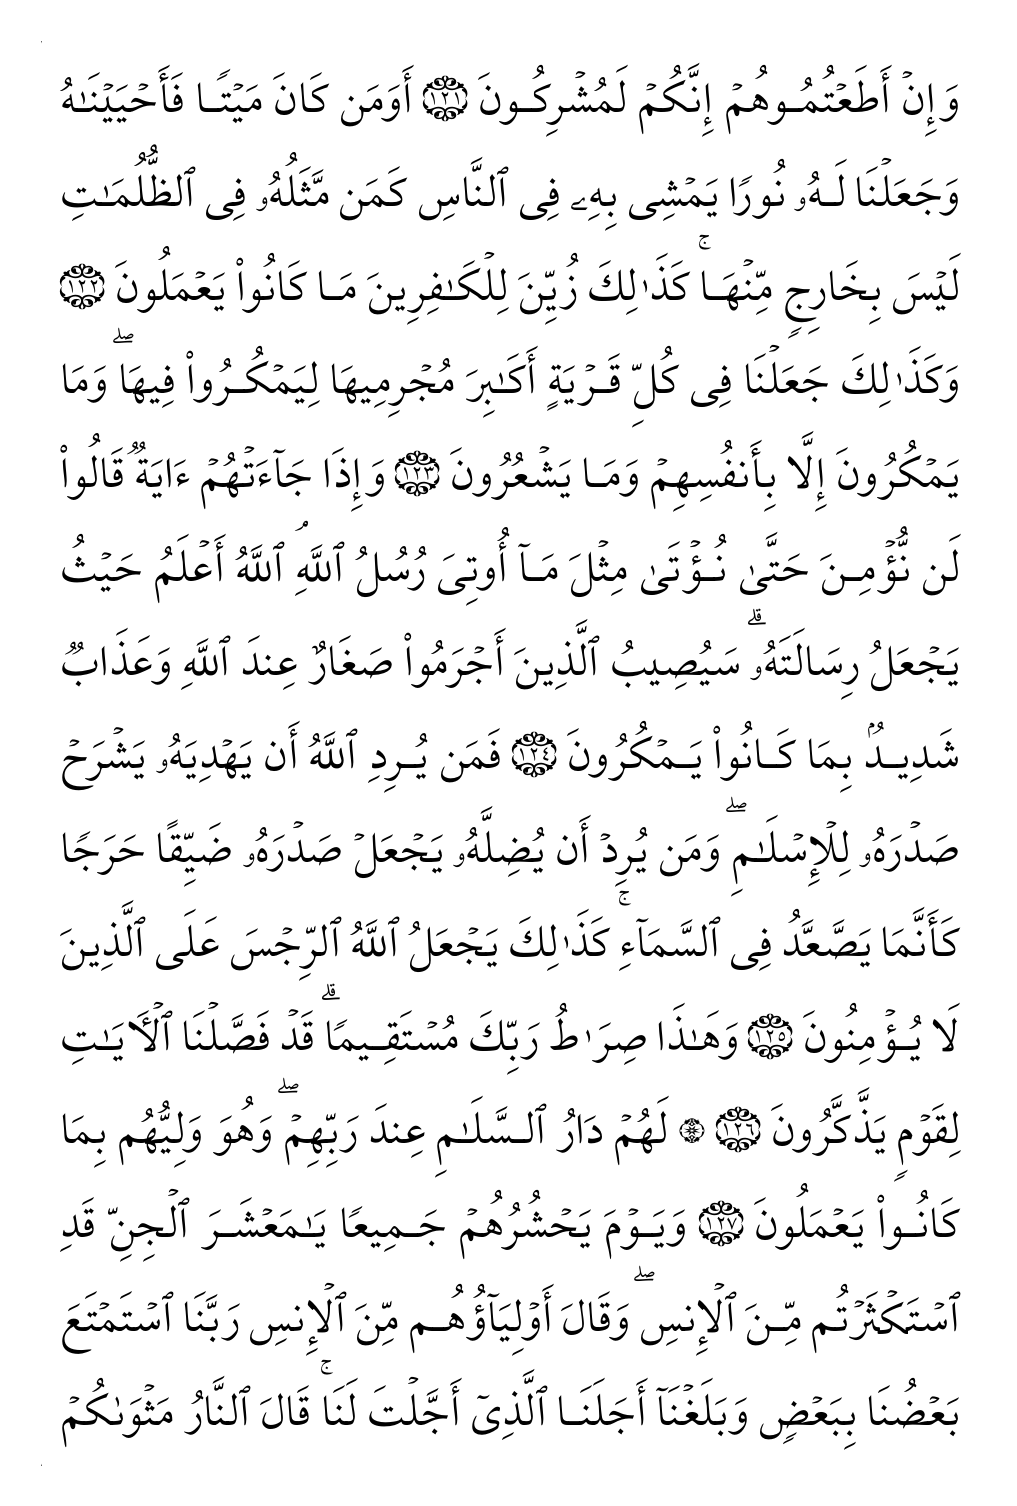 وَإِنْ أَطَعْتُمُوهُمْ إِنَّكُمْ لَمُشْرِكُونَ ١٢١ أَوَمَن كَانَ مَيْتًا فَأَحْيَيْنَـٰهُ
وَجَعَلْنَا لَهُۥ نُورًا يَمْشِى بِهِۦ فِى ٱلنَّاسِ كَمَن مَّثَلُهُۥ فِى ٱلظُّلُمَـٰتِ
لَيْسَ بِخَارِجٍ مِّنْهَا ۚ كَذَٰلِكَ زُيِّنَ لِلْكَـٰفِرِينَ مَا كَانُوا۟ يَعْمَلُونَ ١٢٢
وَكَذَٰلِكَ جَعَلْنَا فِى كُلِّ قَرْيَةٍ أَكَـٰبِرَ مُجْرِمِيهَا لِيَمْكُرُوا۟ فِيهَا ۖ وَمَا
يَمْكُرُونَ إِلَّا بِأَنفُسِهِمْ وَمَا يَشْعُرُونَ ١٢٣ وَإِذَا جَآءَتْهُمْ ءَايَةٌ قَالُوا۟
لَن نُّؤْمِنَ حَتَّىٰ نُؤْتَىٰ مِثْلَ مَآ أُوتِىَ رُسُلُ ٱللَّهِ ۘ ٱللَّهُ أَعْلَمُ حَيْثُ
يَجْعَلُ رِسَالَتَهُۥ ۗ سَيُصِيبُ ٱلَّذِينَ أَجْرَمُوا۟ صَغَارٌ عِندَ ٱللَّهِ وَعَذَابٌ
شَدِيدٌۢ بِمَا كَانُوا۟ يَمْكُرُونَ ١٢٤ فَمَن يُرِدِ ٱللَّهُ أَن يَهْدِيَهُۥ يَشْرَحْ
صَدْرَهُۥ لِلْإِسْلَـٰمِ ۖ وَمَن يُرِدْ أَن يُضِلَّهُۥ يَجْعَلْ صَدْرَهُۥ ضَيِّقًا حَرَجًا
كَأَنَّمَا يَصَّعَّدُ فِى ٱلسَّمَآءِ ۚ كَذَٰلِكَ يَجْعَلُ ٱللَّهُ ٱلرِّجْسَ عَلَى ٱلَّذِينَ
لَا يُؤْمِنُونَ ١٢٥ وَهَـٰذَا صِرَٰطُ رَبِّكَ مُسْتَقِيمًا ۗ قَدْ فَصَّلْنَا ٱلْـَٔايَـٰتِ
لِقَوْمٍ يَذَّكَّرُونَ ١٢٦ ۞ لَهُمْ دَارُ ٱلسَّلَـٰمِ عِندَ رَبِّهِمْ ۖ وَهُوَ وَلِيُّهُم بِمَا
كَانُوا۟ يَعْمَلُونَ ١٢٧ وَيَوْمَ يَحْشُرُهُمْ جَمِيعًا يَـٰمَعْشَرَ ٱلْجِنِّ قَدِ
ٱسْتَكْثَرْتُم مِّنَ ٱلْإِنسِ ۖ وَقَالَ أَوْلِيَآؤُهُم مِّنَ ٱلْإِنسِ رَبَّنَا ٱسْتَمْتَعَ
بَعْضُنَا بِبَعْضٍ وَبَلَغْنَآ أَجَلَنَا ٱلَّذِىٓ أَجَّلْتَ لَنَا ۚ قَالَ ٱلنَّارُ مَثْوَىٰكُمْ